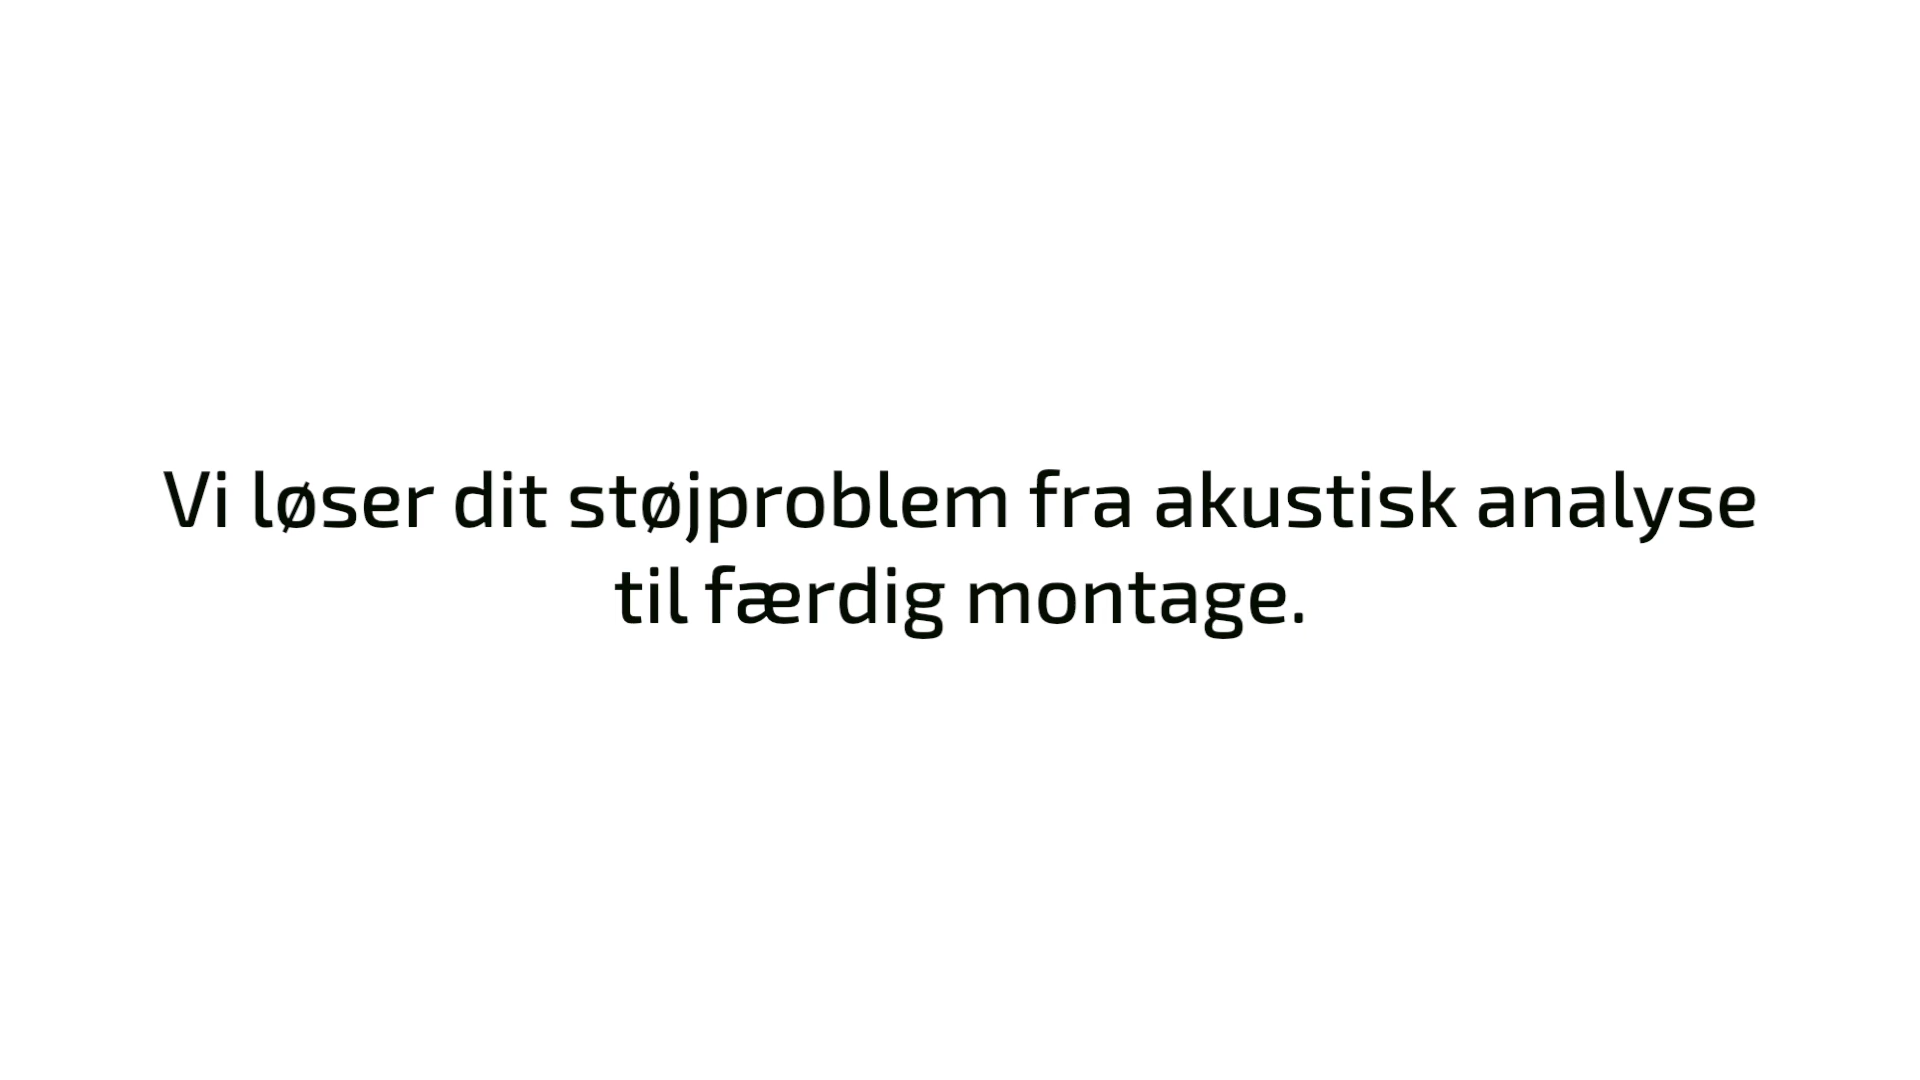 Vi løser dit støjproblem fra akustisk analyse
til færdig montage.